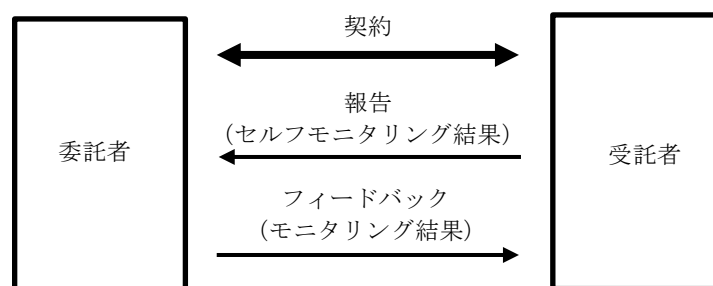 契約
報告
（セルフモニタリング結果）
委託者
受託者
フィードバック
（モニタリング結果）